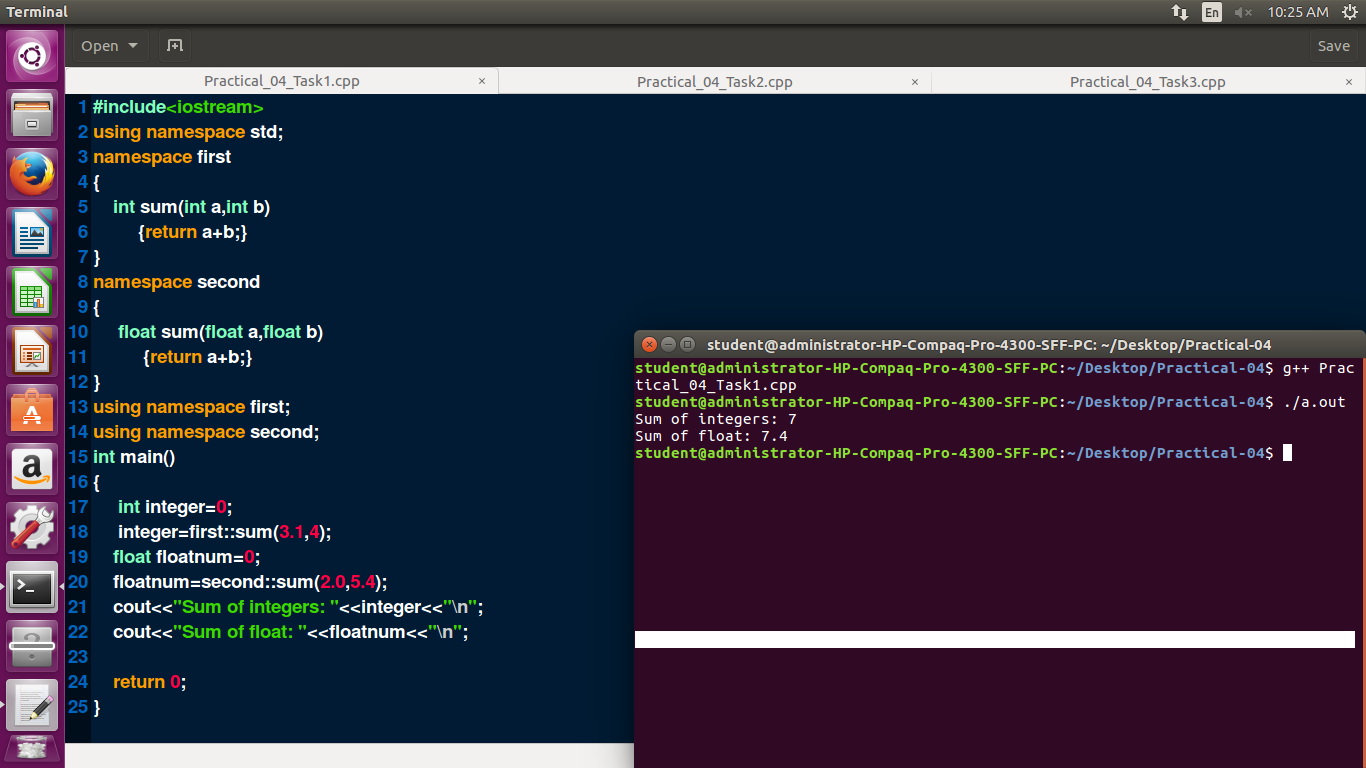 Terminal
En
10:25 AM
Open
Save
Practical_04_Task1.cpp ×
Practical_04_Task2.cpp ×
Practical_04_Task3.cpp ×
1 #include<iostream>
2 using namespace std;
3 namespace first
4 {
5 int sum(int a,int b)
6 {return a+b;}
7 }
8 namespace second
9 {
10 float sum(float a,float b)
11 {return a+b;}
12 }
13 using namespace first;
14 using namespace second;
15 int main()
16 {
17 int integer=0;
18 integer=first::sum(3.1,4);
19 float floatnum=0;
20 floatnum=second::sum(2.0,5.4);
21 cout<<"Sum of integers: "<<integer<<"\n";
22 cout<<"Sum of float: "<<floatnum<<"\n";
23
24 return 0;
25 }
student@administrator-HP-Compaq-Pro-4300-SFF-PC: ~/Desktop/Practical-04
student@administrator-HP-Compaq-Pro-4300-SFF-PC:~/Desktop/Practical-04$ g++ Prac
tical_04_Task1.cpp
student@administrator-HP-Compaq-Pro-4300-SFF-PC:~/Desktop/Practical-04$ ./a.out
Sum of integers: 7
Sum of float: 7.4
student@administrator-HP-Compaq-Pro-4300-SFF-PC:~/Desktop/Practical-04$